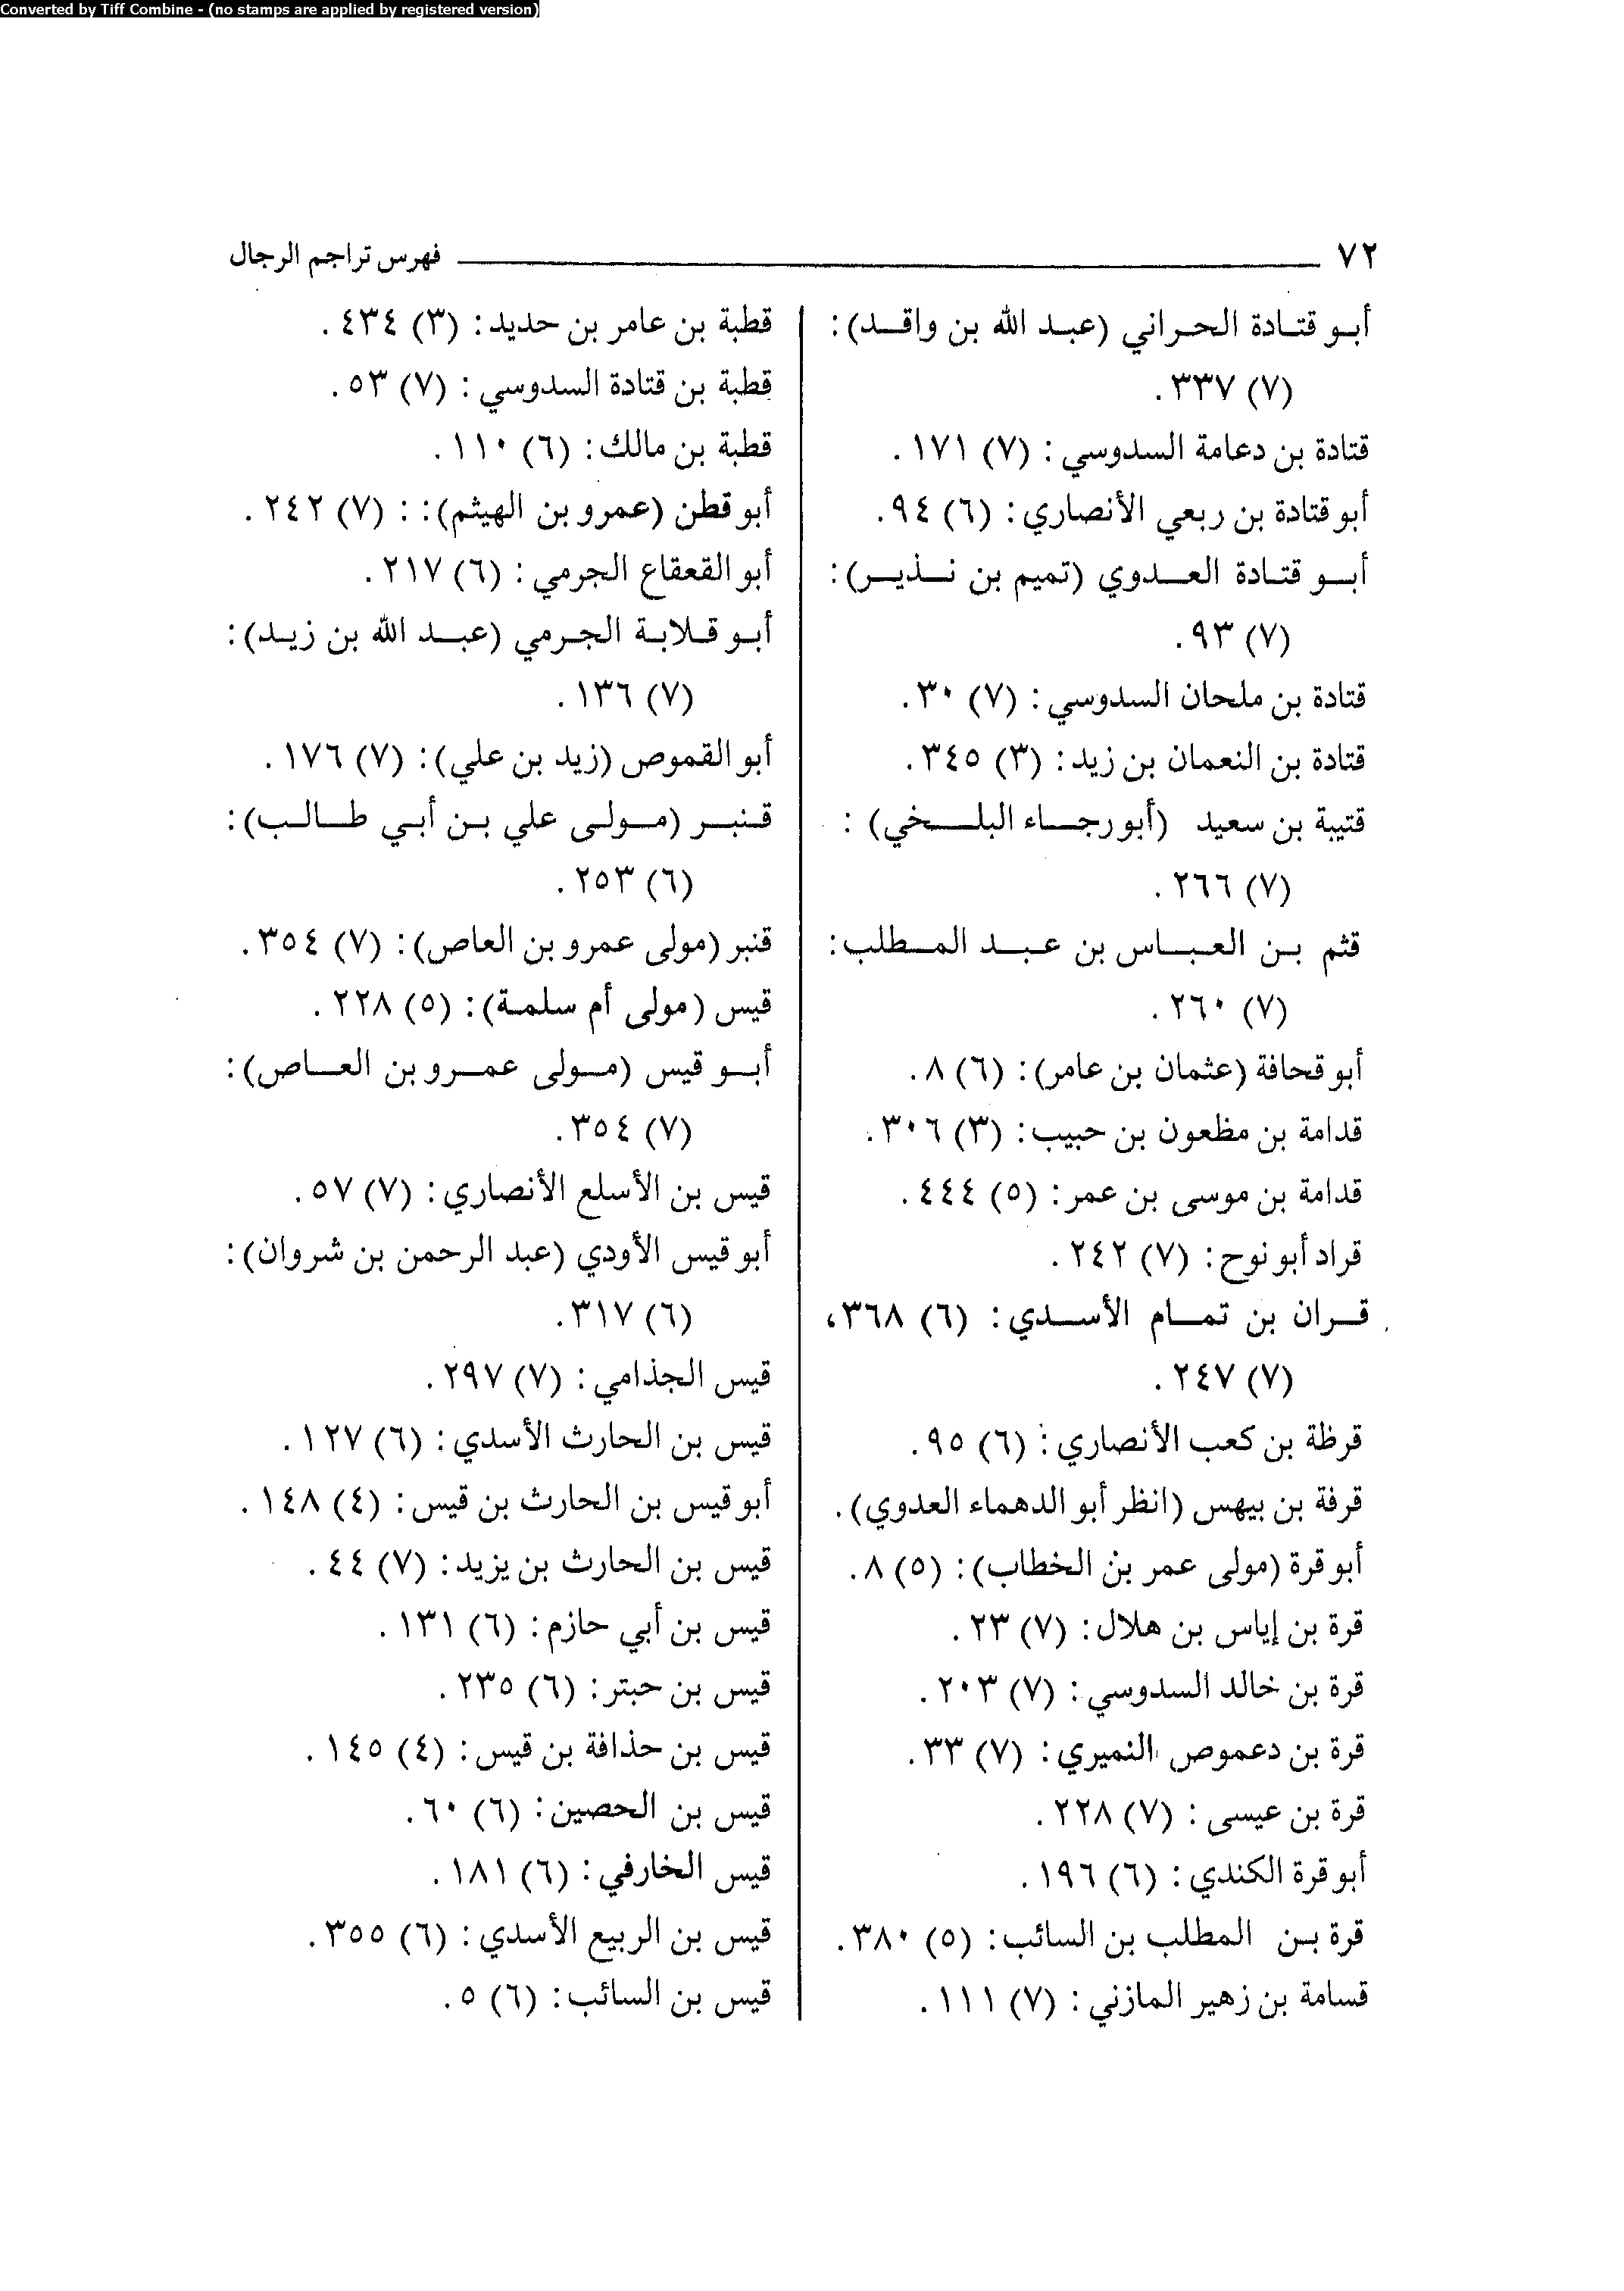 Converted by Tiff Combine - (no stamps are applied by registered version)
٧٢ فهرس تراجم الرجال
أبو قتادة الحراني (عبد الله بن واقد):
(٧) ٣٣٧.
قتادة بن دعامة السدوسي: (٧) ١٧١.
أبو قتادة بن ربعي الأنصاري: (٦) ٩٤.
أبو قتادة العدوي (تميم بن نذير):
(٧) ٩٣.
قتادة بن ملحان السدوسي: (٧) ٣٠.
قتادة بن النعمان بن زيد: (٣) ٣٤٥.
قتيبة بن سعيد (أبو رجاء البلخي):
(٧) ٢٦٦.
قثم بن العباس بن عبد المطلب:
(٧) ٢٦٠.
أبو قحافة (عثمان بن عامر): (٦) ٨.
قدامة بن مظعون بن حبيب: (٣) ٣٠٦.
قدامة بن موسى بن عمر: (٥) ٤٤٤.
قراد أبو نوح: (٧) ٢٤٢.
قران بن تمام الأسدي: (٦) ٣٦٨،
(٧) ٢٤٧.
قرظة بن كعب الأنصاري: (٦) ٩٥.
قرفة بن بيهس (انظر أبو الدهماء العدوي).
أبو قرة (مولى عمر بن الخطاب): (٥) ٨.
قرة بن إياس بن هلال: (٧) ٢٣.
قرة بن خالد السدوسي: (٧) ٢٠٣.
قرة بن دعموص النميري: (٧) ٣٣.
قرة بن عيسى: (٧) ٢٢٨.
أبو قرة الكندي: (٦) ١٩٦.
قرة بن المطلب بن السائب: (٥) ٣٨٠.
قسامة بن زهير المازني: (٧) ١١١.
قطبة بن عامر بن حديد: (٣) ٤٣٤.
قطبة بن قتادة السدوسي: (٧) ٥٣.
قطبة بن مالك: (٦) ١١٠.
أبو قطن (عمرو بن الهيثم): : (٧) ٢٤٢.
أبو القعقاع الجرمي: (٦) ٢١٧.
أبو قلابة الجرمي (عبد الله بن زيد):
(٧) ١٣٦.
أبو القموص (زيد بن علي): (٧) ١٧٦.
قنبر (مولى علي بن أبي طالب):
(٦) ٢٥٣.
قنبر (مولى عمرو بن العاص): (٧) ٣٥٤.
قيس (مولى أم سلمة): (٥) ٢٢٨.
أبو قيس (مولى عمرو بن العاص):
(٧) ٣٥٤.
قيس بن الأسلع الأنصاري: (٧) ٥٧.
أبو قيس الأودي (عبد الرحمن بن شروان):
(٦) ٣١٧.
قيس الجذامي: (٧) ٢٩٧.
قيس بن الحارث الأسدي: (٦) ١٢٧.
أبو قيس بن الحارث بن قيس: (٤) ١٤٨.
قيس بن الحارث بن يزيد: (٧) ٤٤.
قيس بن أبي حازم: (٦) ١٣١.
قيس بن حبتر: (٦) ٢٣٥.
قيس بن حذافة بن قيس: (٤) ١٤٥.
قيس بن الحصين: (٦) ٦٠.
قيس الخارفي: (٦) ١٨١.
قيس بن الربيع الأسدي: (٦) ٣٥٥.
قيس بن السائب: (٦) ٥.